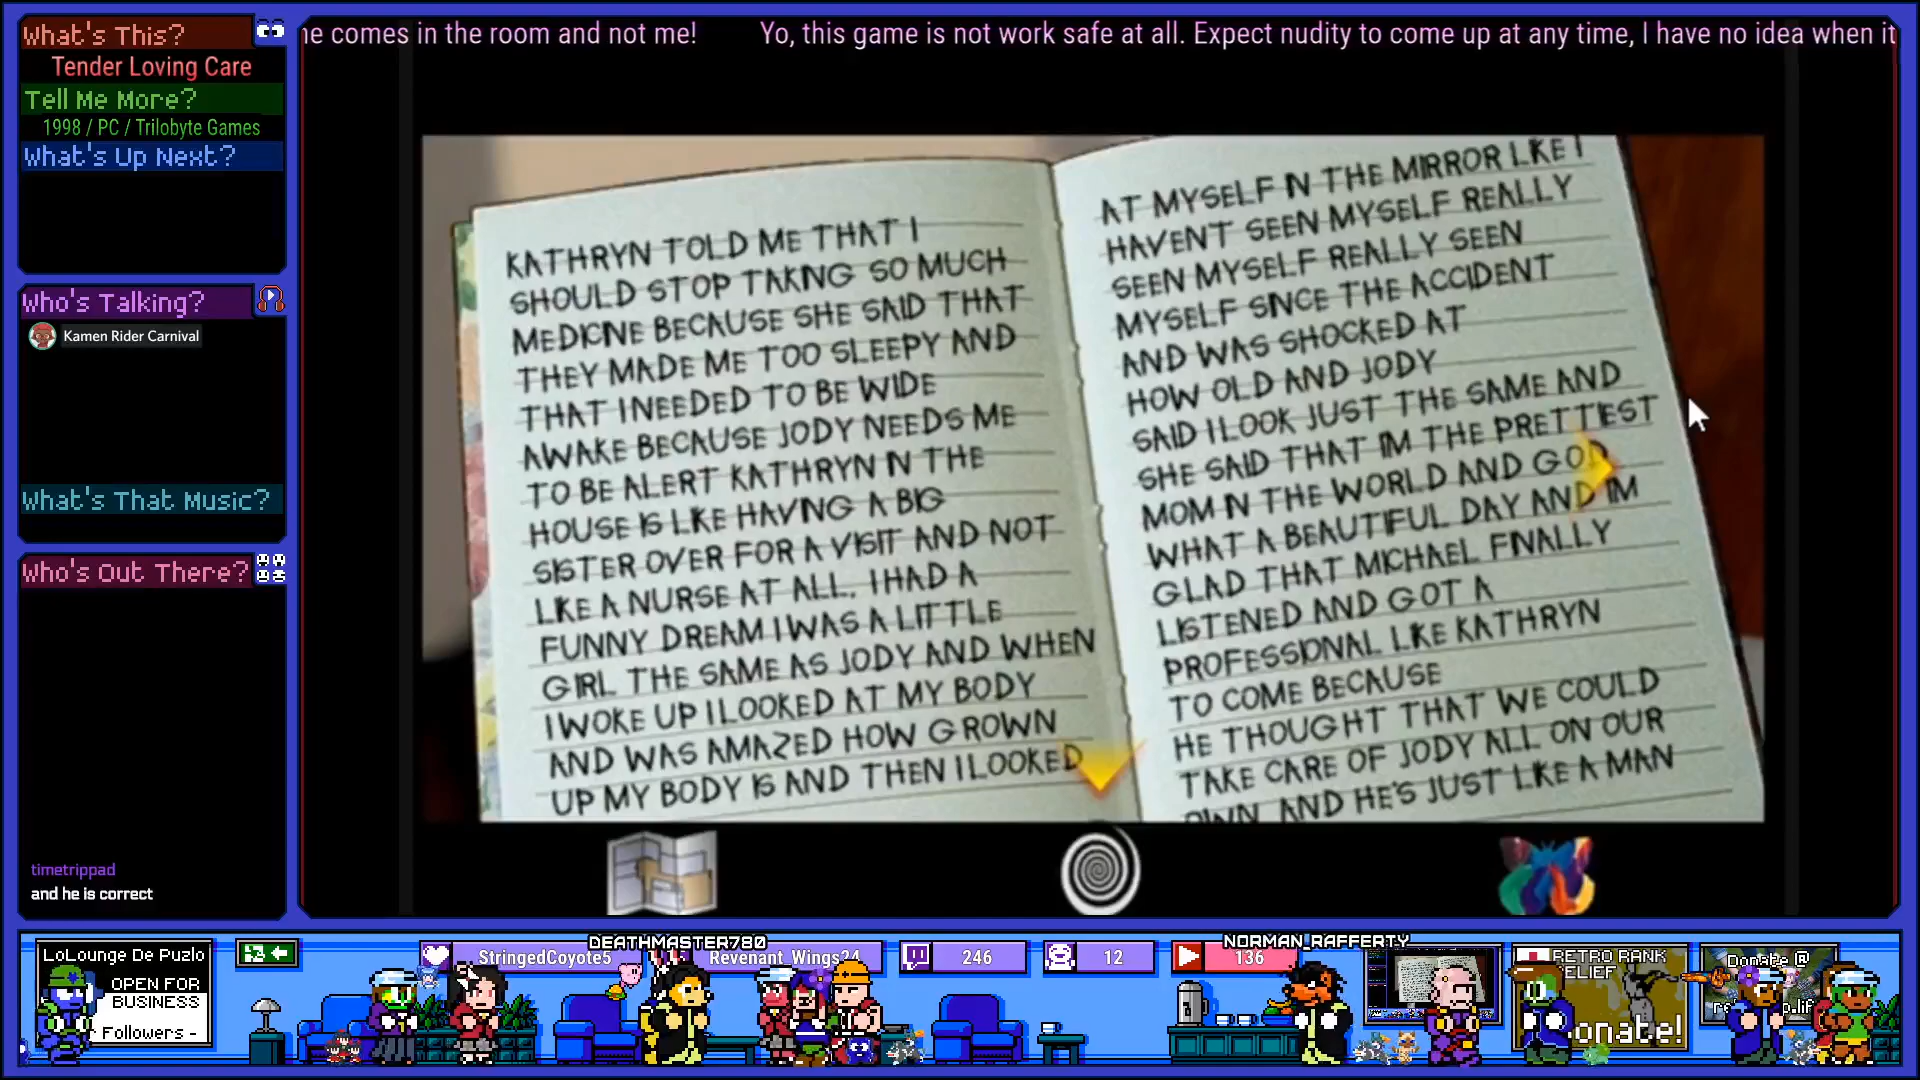 What's This?
Tender Loving Care
Tell Me More?
1998 / PC / Trilobyte Games
What's Up Next?
Who's Talking?
Kamen Rider Carnival
What's That Music?
Who's Out There?
timetrippad
and he is correct
comes in the room and not me!
Yo, this game is not work safe at all. Expect nudity to come up at any time, I have no idea when it
KATHRYN TOLD ME THAT I
SHOULD STOP TAKNG SO MUCH
MEDICNE BECAUSE SHE SAID THAT
THEY MADE ME TOO SLEEPY AND
THAT I NEEDED TO BE WIDE
AWAKE BECAUSE JODY NEEDS ME
TO BE ALERT KATHRYN N THE
HOUSE IS LIKE HAVNG A BIG
SISTER OVER FOR A VISIT AND NOT
LIKE A NURSE AT ALL. I HAD A
FUNNY DREAM I WAS A LITTLE
GIRL THE SAME AS JODY AND WHEN
I WOKE UP I LOOKED AT MY BODY
AND WAS AMAZED HOW GROWN
UP MY BODY IS AND THEN I LOOKED
AT MYSELF N THE MIRROR LIKE I
HAVENT SEEN MYSELF REALLY
SEEN MYSELF REALLY SEEN
MYSELF SNCE THE ACCIDENT
AND WAS SHOCKED AT
HOW OLD AND JODY
SAID I LOOK JUST THE SAME AND
SHE SAID THAT IM THE PRETTIEST
MOM N THE WORLD AND GOD
WHAT A BEAUTIFUL DAY AND IM
GLAD THAT MICHAEL FNALLY
LISTENED AND GOT A
PROFESSIONAL LIKE KATHRYN
TO COME BECAUSE
HE THOUGHT THAT WE COULD
TAKE CARE OF JODY ALL ON OUR
OWN AND HE'S JUST LIKE A MAN
LoLounge De Puzlo
OPEN FOR
BUSINESS
Followers -
DEATHMASTER780
StringedCoyote5
Revenant_Wings24
246
12
NORMAN_RAFFERTY
136
RETRO RANK
RELIEF
Donate!
Donate @